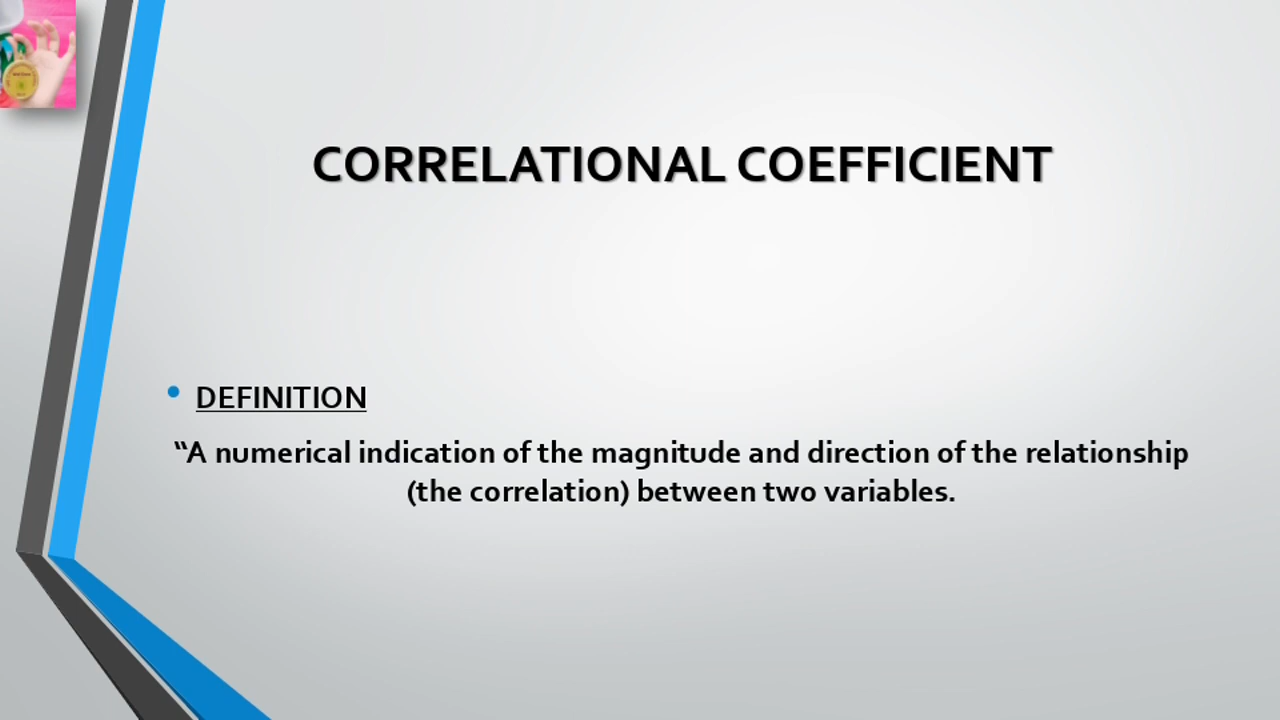 CORRELATIONAL COEFFICIENT
• DEFINITION
“A numerical indication of the magnitude and direction of the relationship
(the correlation) between two variables.